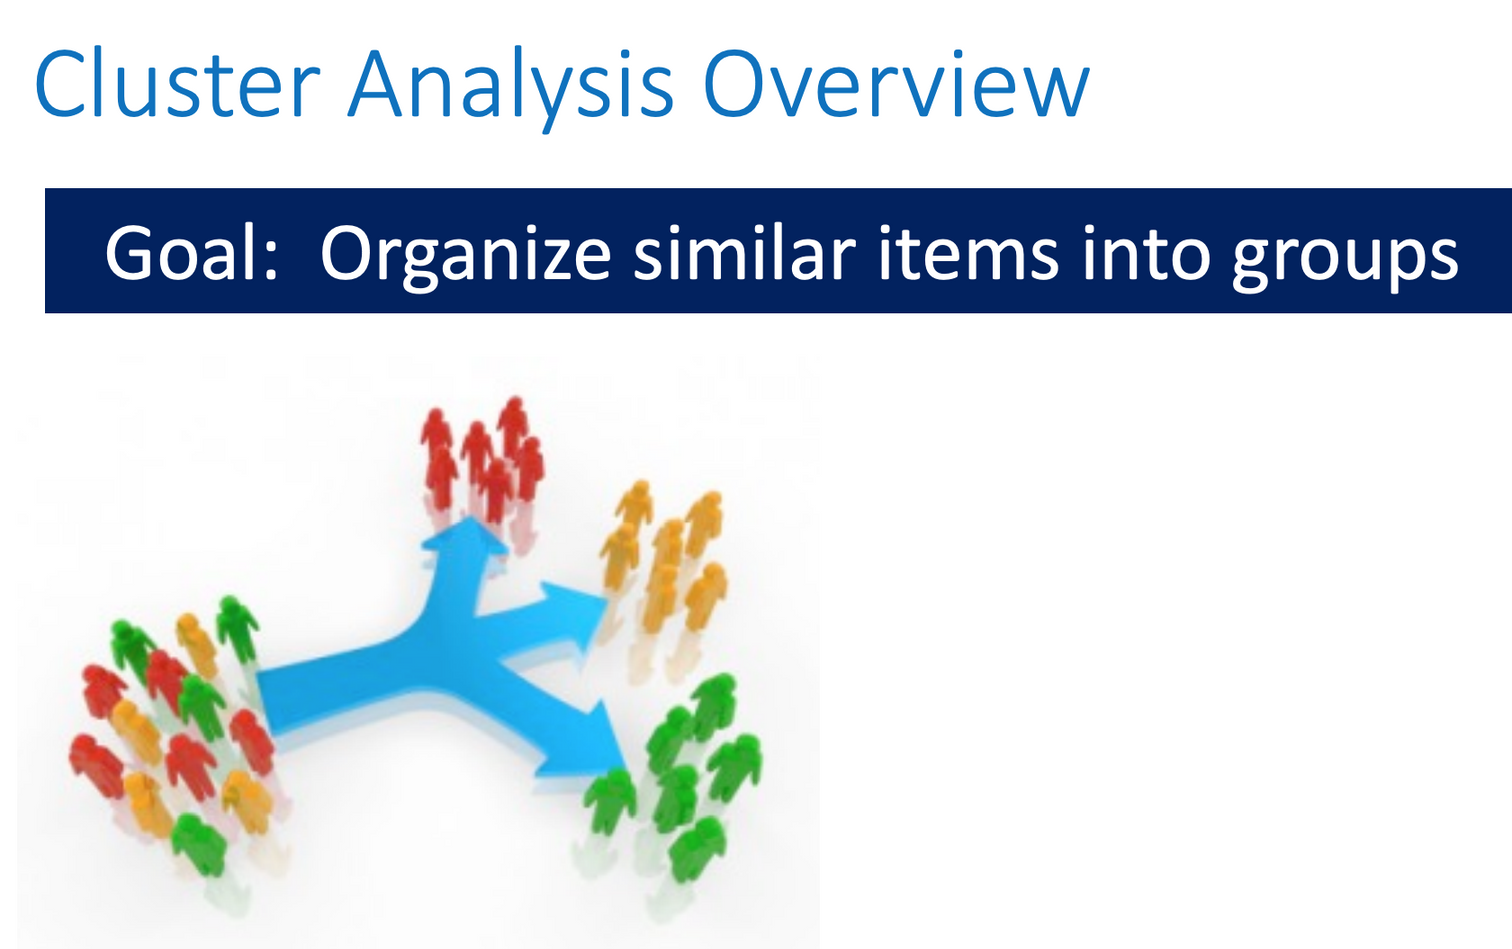 Cluster Analysis Overview
Goal: Organize similar items into groups